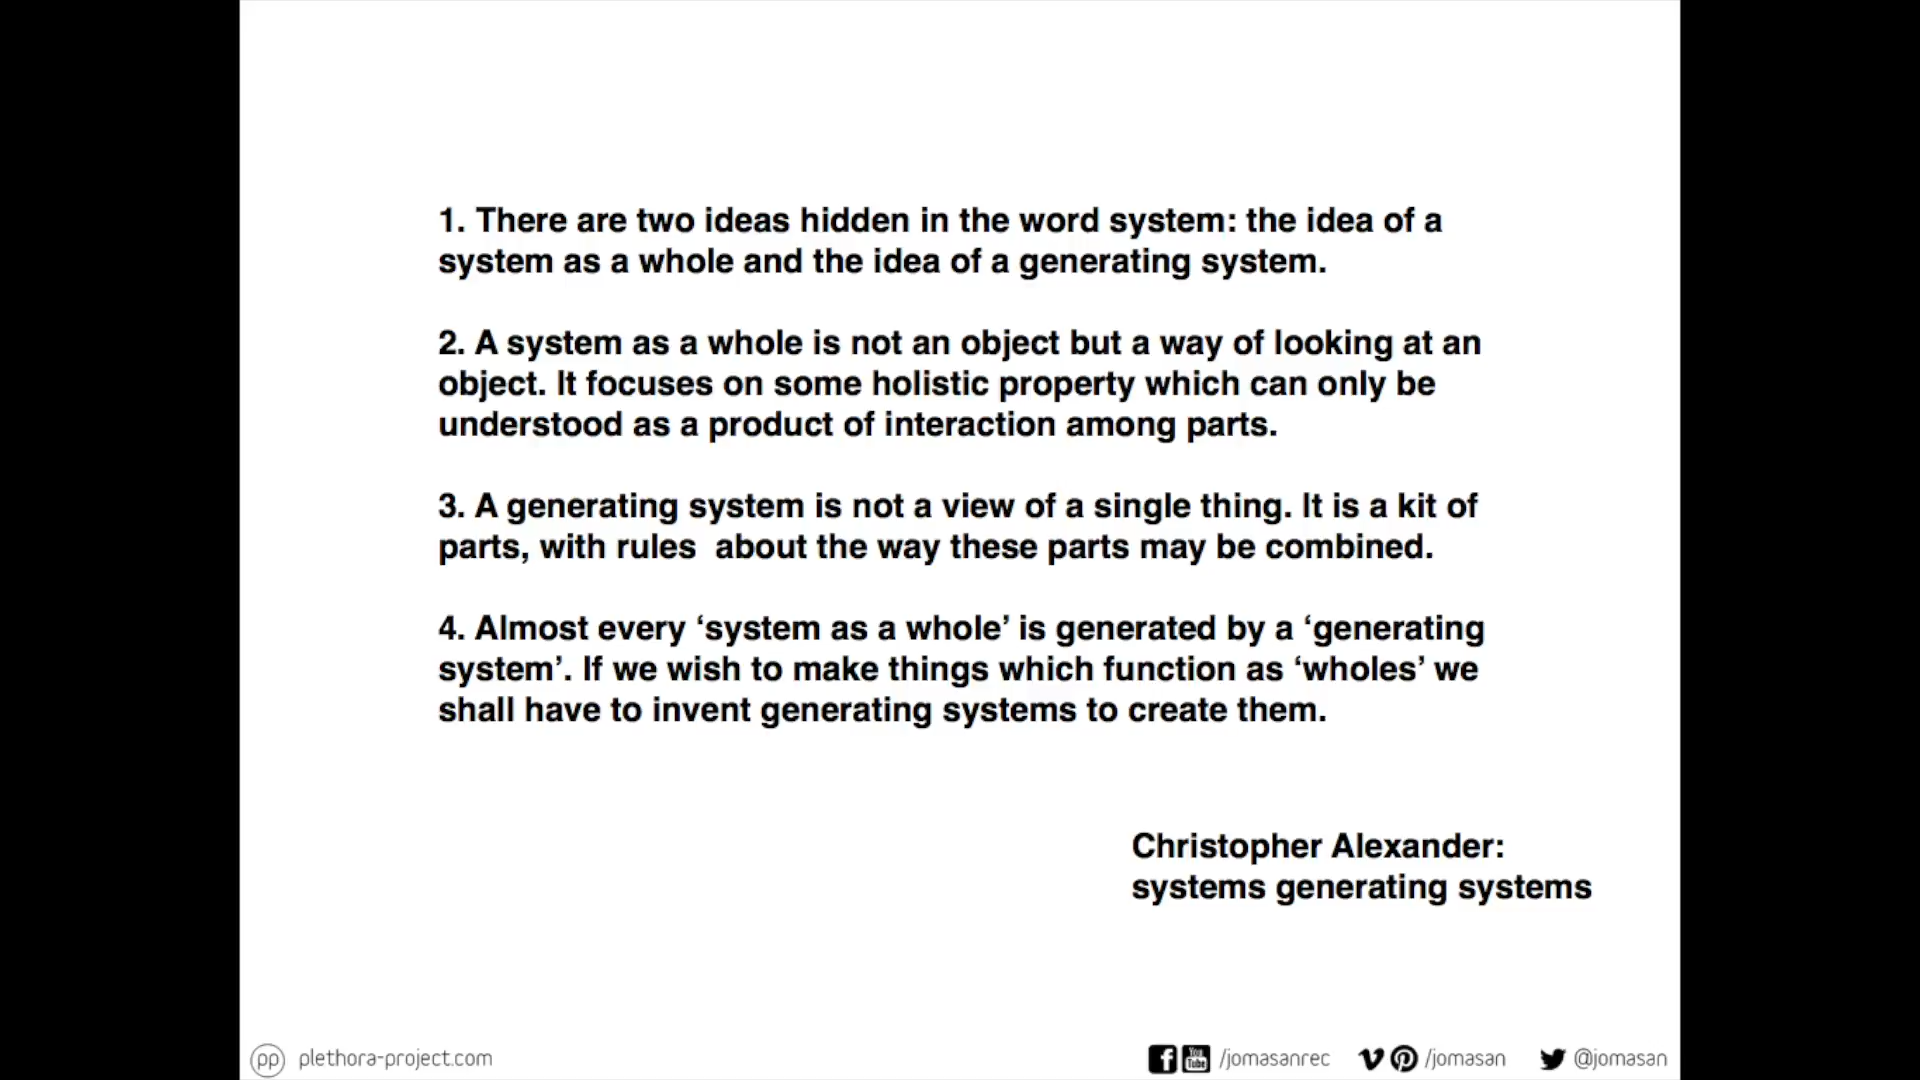 1. There are two ideas hidden in the word system: the idea of a
system as a whole and the idea of a generating system.
2. A system as a whole is not an object but a way of looking at an
object. It focuses on some holistic property which can only be
understood as a product of interaction among parts.
3. A generating system is not a view of a single thing. It is a kit of
parts, with rules  about the way these parts may be combined.
4. Almost every ‘system as a whole’ is generated by a ‘generating
system’. If we wish to make things which function as ‘wholes’ we
shall have to invent generating systems to create them.
Christopher Alexander:
systems generating systems
pp plethora-project.com
f You Tube /jomasanrec /jomasan @jomasan